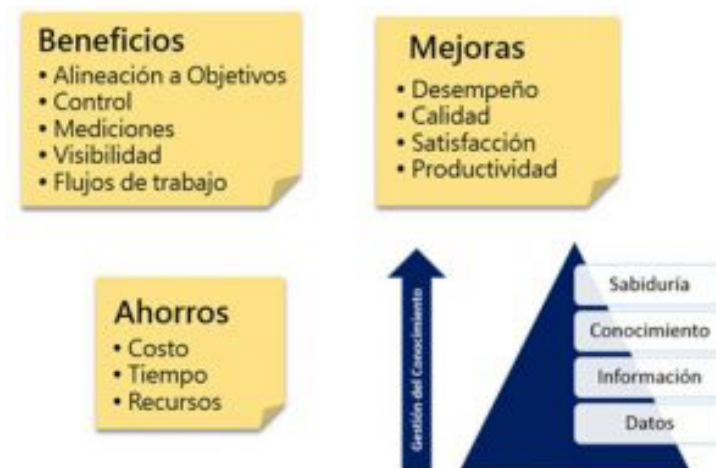 Beneficios
• Alineación a Objetivos
• Control
• Mediciones
• Visibilidad
• Flujos de trabajo
Mejoras
• Desempeño
• Calidad
• Satisfacción
• Productividad
Ahorros
• Costo
• Tiempo
• Recursos
Gestión del Conocimiento
Sabiduría
Conocimiento
Información
Datos